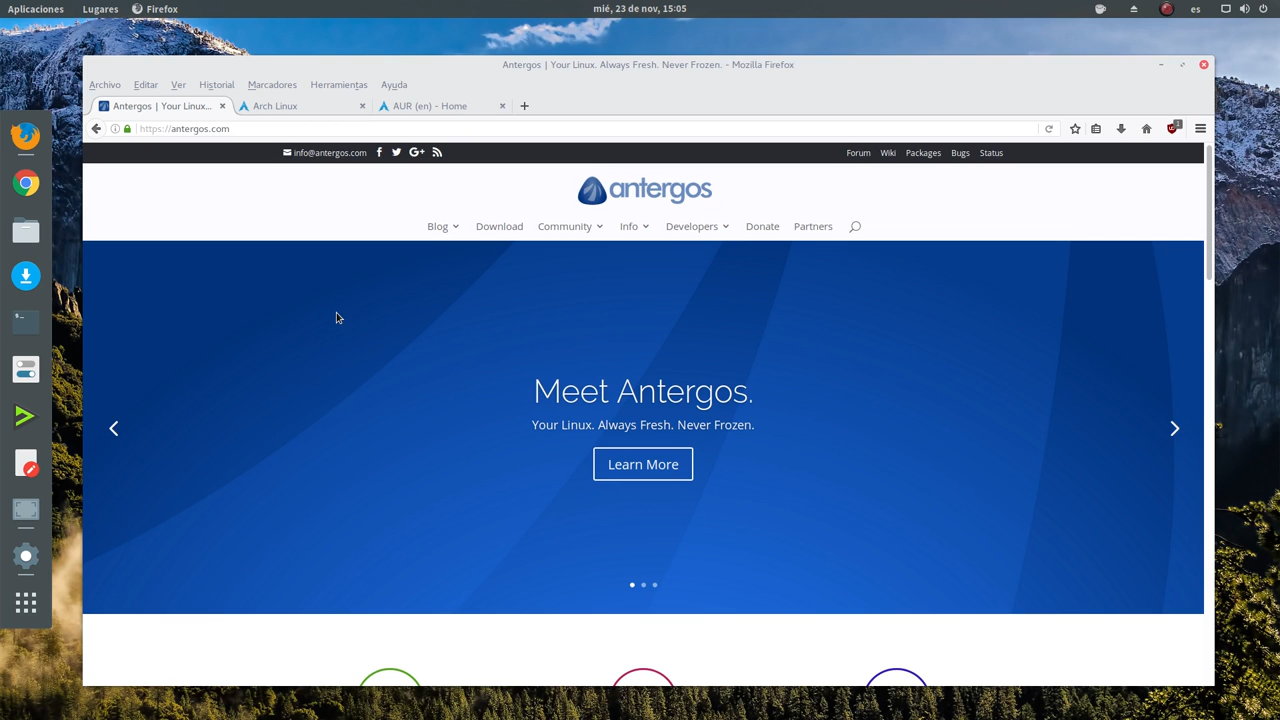 Aplicaciones Lugares Firefox mié, 23 de nov, 15:05 es
Antergos | Your Linux. Always Fresh. Never Frozen. - Mozilla Firefox
Archivo Editar Ver Historial Marcadores Herramientas Ayuda
Antergos | Your Linux... Arch Linux AUR (en) - Home
https://antergos.com 1
info@antergos.com G+ Forum Wiki Packages Bugs Status
antergos
Blog Download Community Info Developers Donate Partners
Meet Antergos.
Your Linux. Always Fresh. Never Frozen.
Learn More